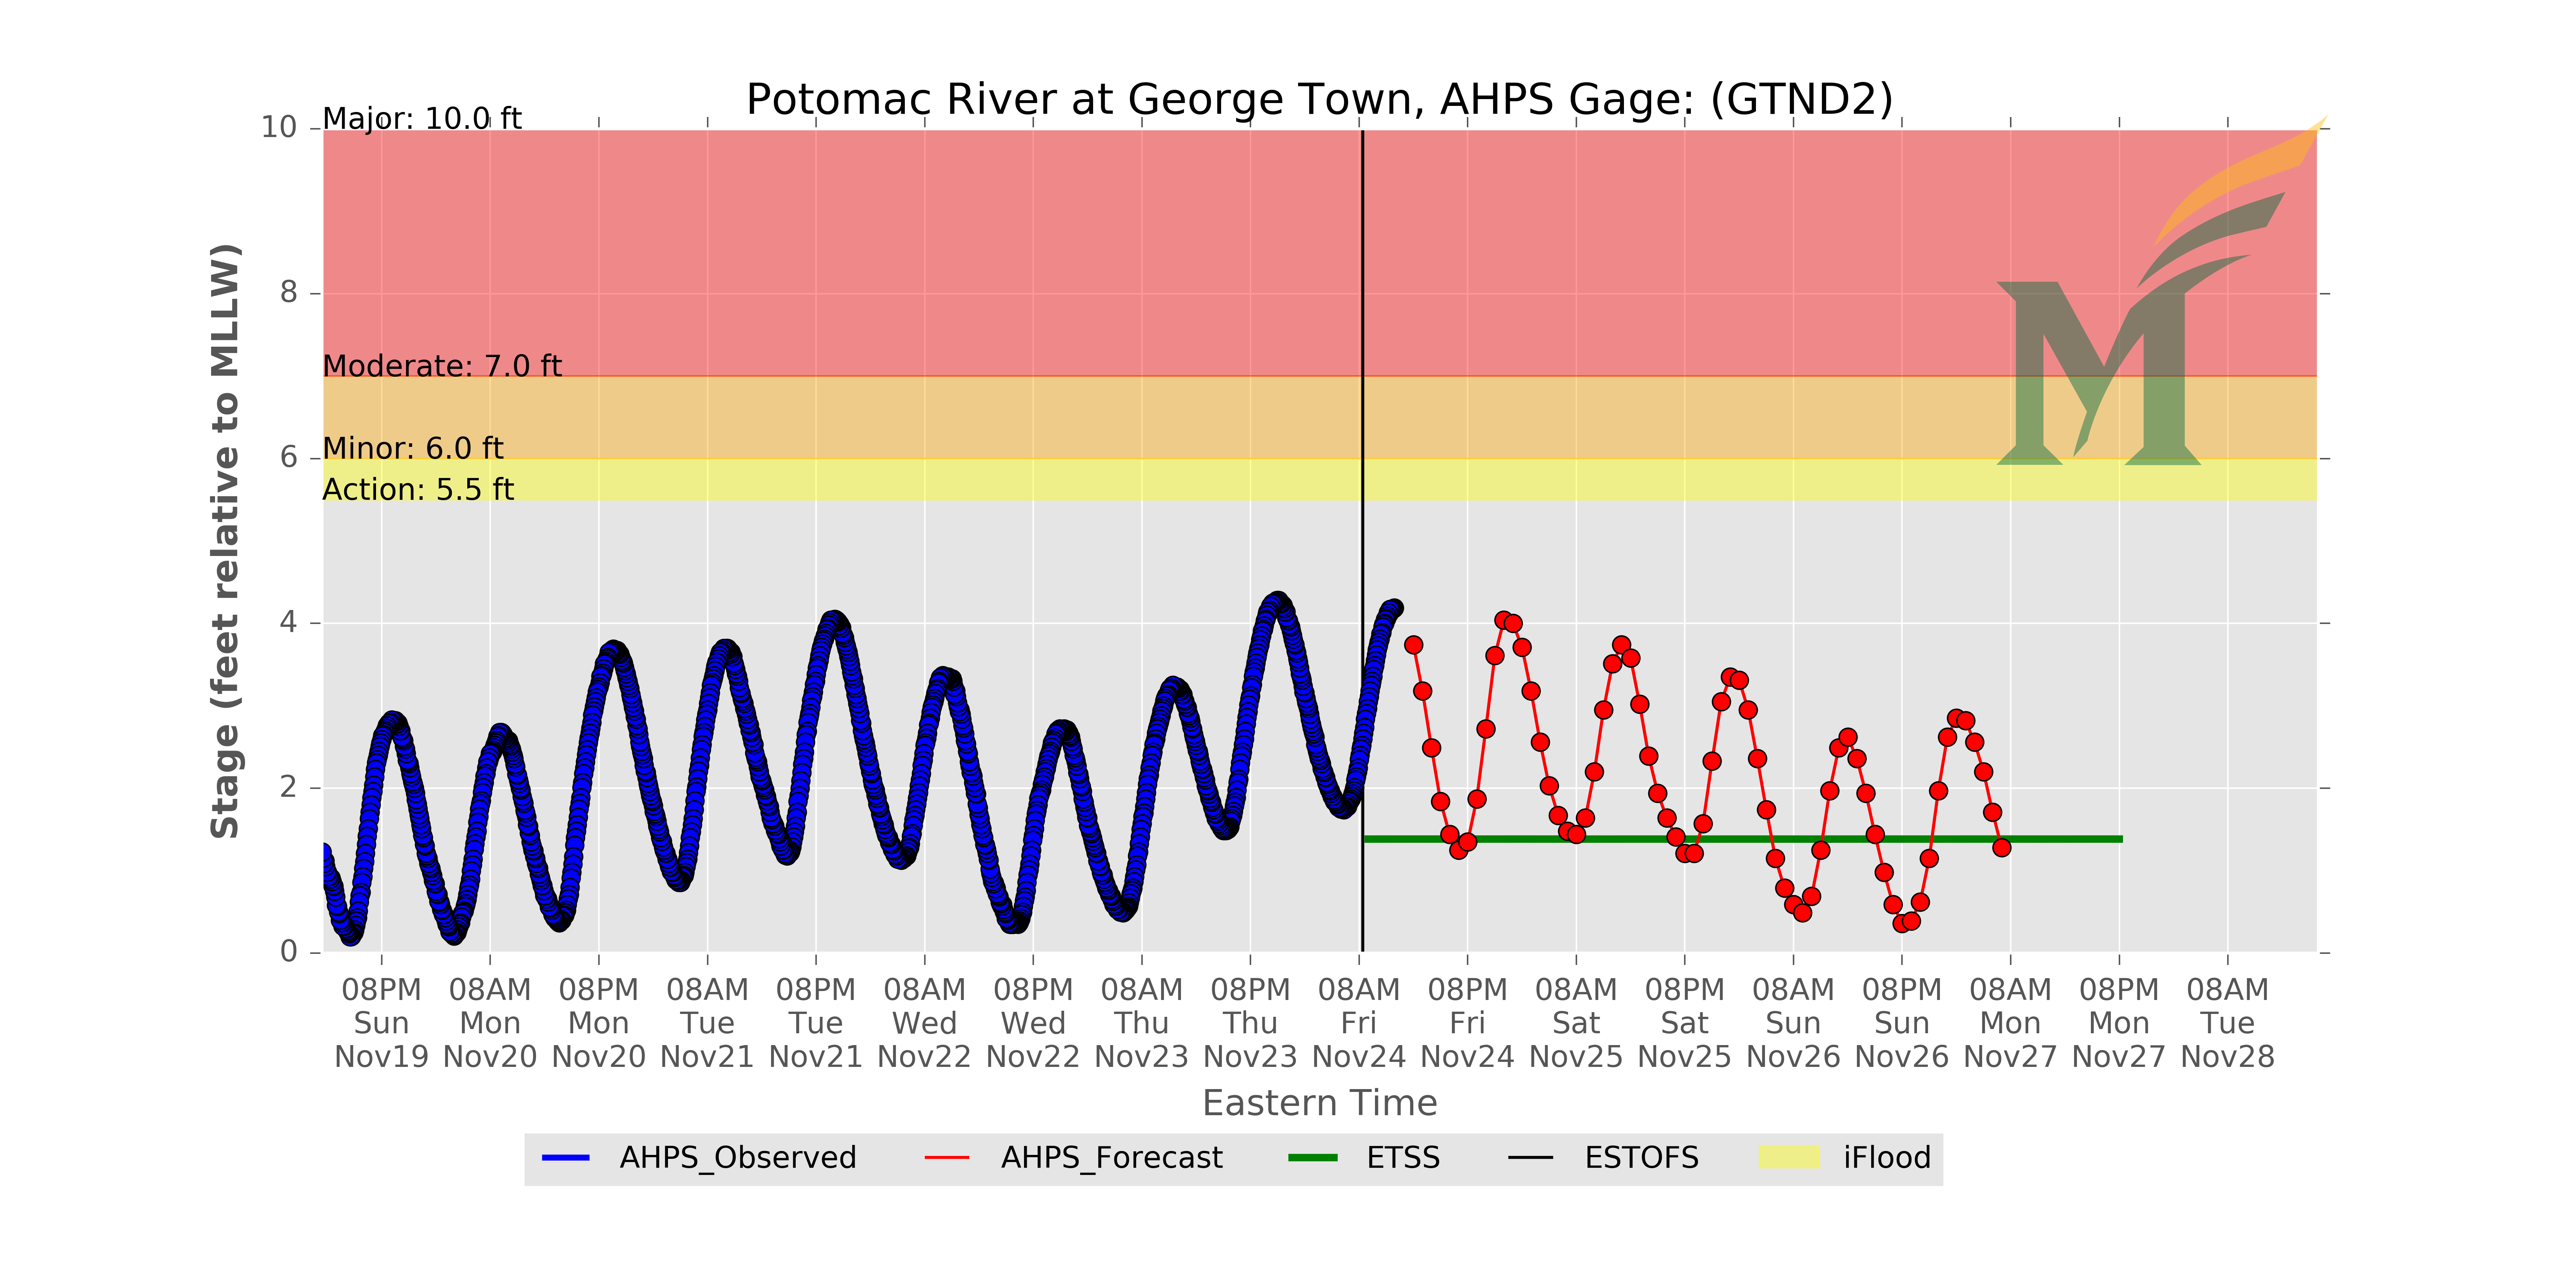 Potomac River at George Town, AHPS Gage: (GTND2)
Major: 10.0 ft
Moderate: 7.0 ft
Minor: 6.0 ft
Action: 5.5 ft
Stage (feet relative to MLLW)
10
8
6
4
2
0
08PM Sun Nov19
08AM Mon Nov20
08PM Mon Nov20
08AM Tue Nov21
08PM Tue Nov21
08AM Wed Nov22
08PM Wed Nov22
08AM Thu Nov23
08PM Thu Nov23
08AM Fri Nov24
08PM Fri Nov24
08AM Sat Nov25
08PM Sat Nov25
08AM Sun Nov26
08PM Sun Nov26
08AM Mon Nov27
08PM Mon Nov27
08AM Tue Nov28
Eastern Time
AHPS_Observed
AHPS_Forecast
ETSS
ESTOFS
iFlood
M